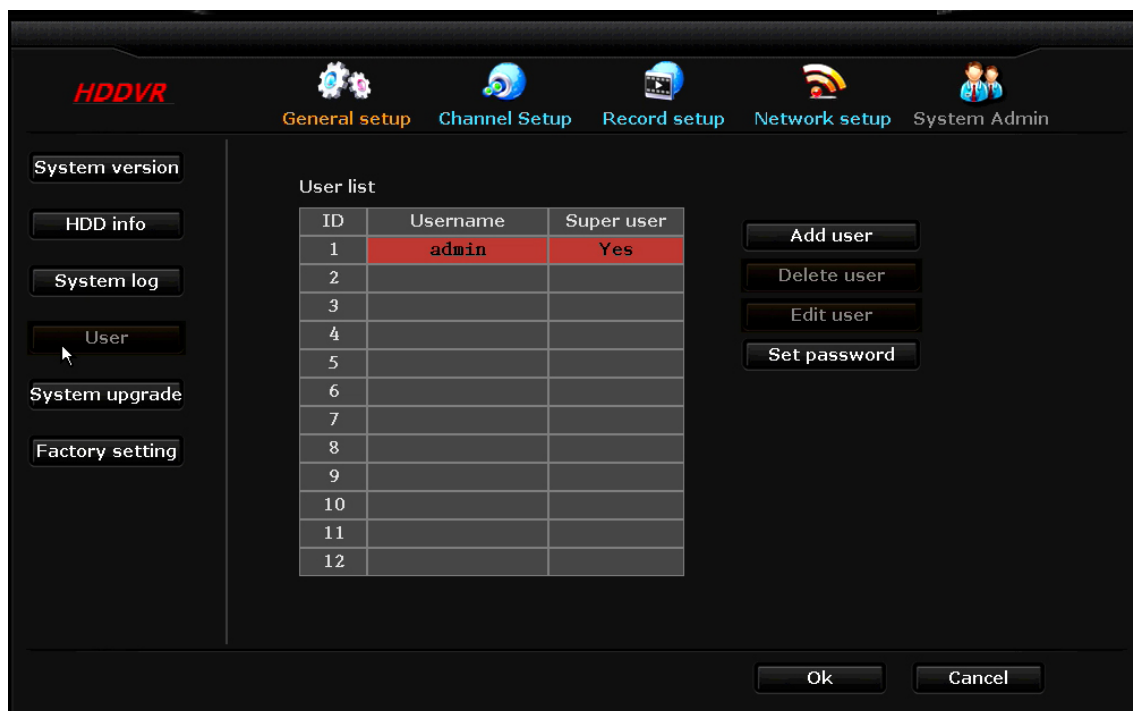 HDDVR
General setup Channel Setup Record setup Network setup System Admin
System version
HDD info
System log
User
System upgrade
Factory setting
User list
ID Username Super user
1 admin Yes
2
3
4
5
6
7
8
9
10
11
12
Add user
Delete user
Edit user
Set password
Ok Cancel